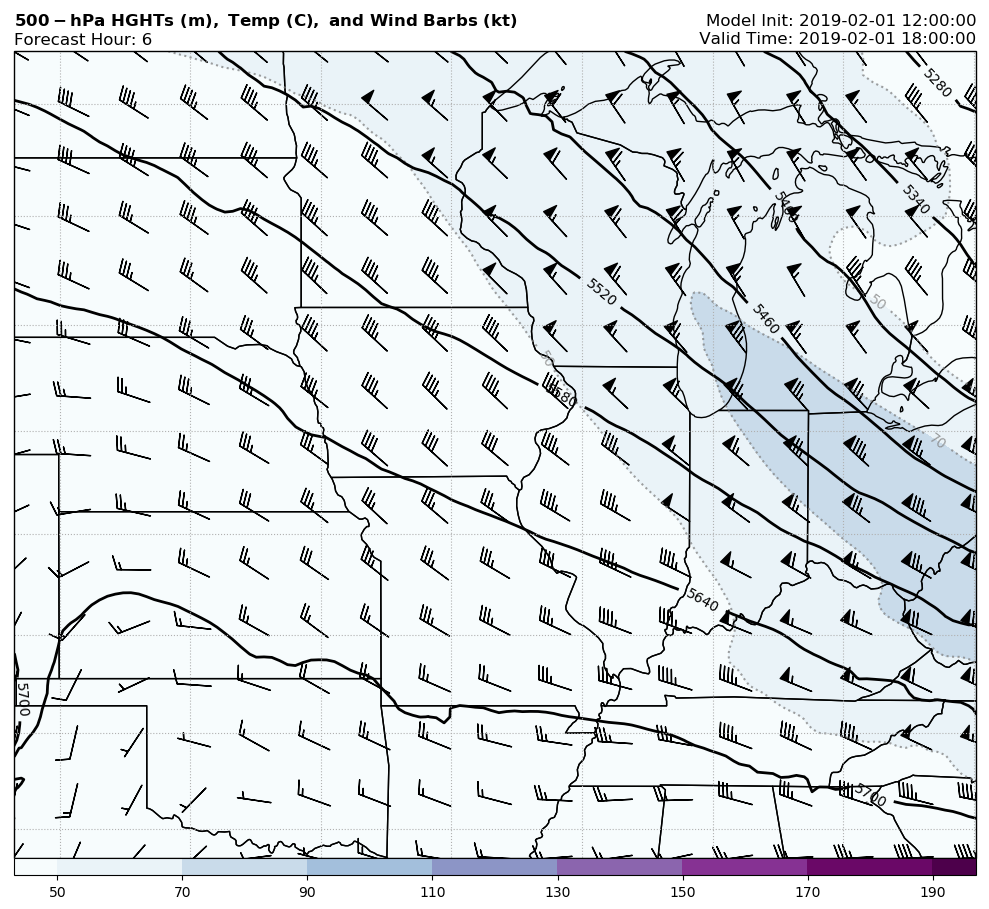 500-hPa HGHTs (m), Temp (C), and Wind Barbs (kt)
Model Init: 2019-02-01 12:00:00
Forecast Hour: 6
Valid Time: 2019-02-01 18:00:00
5280
5340
5400
5520
50
5460
50
5580
70
5640
5700
5700
50 70 90 110 130 150 170 190